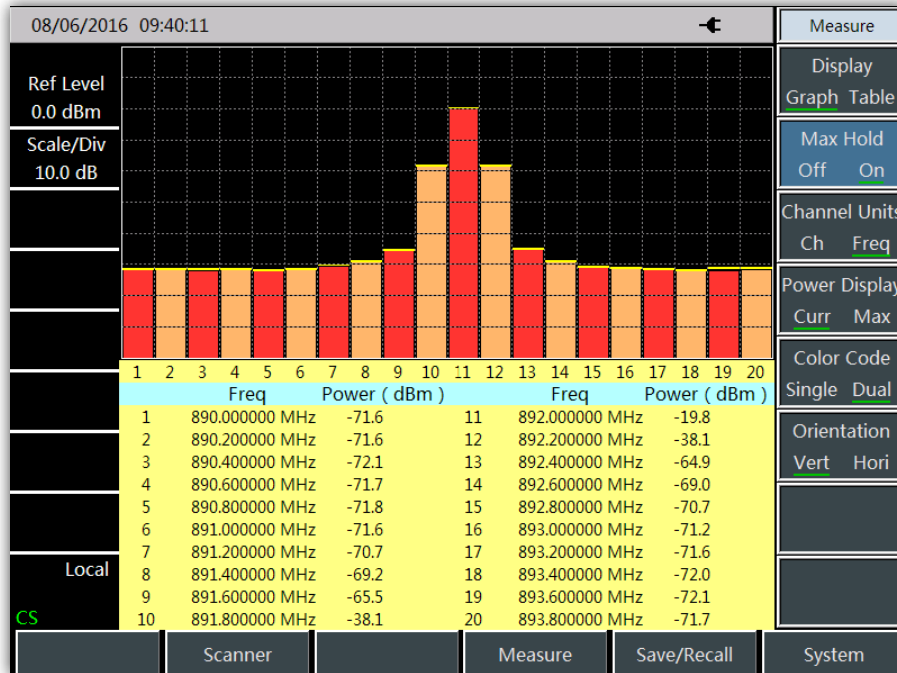 08/06/2016 09:40:11
Ref Level
0.0 dBm
Scale/Div
10.0 dB
Local
CS
1 2 3 4 5 6 7 8 9 10 11 12 13 14 15 16 17 18 19 20
Freq Power ( dBm ) Freq Power ( dBm )
1 890.000000 MHz -71.6 11 892.000000 MHz -19.8
2 890.200000 MHz -71.6 12 892.200000 MHz -38.1
3 890.400000 MHz -72.1 13 892.400000 MHz -64.9
4 890.600000 MHz -71.7 14 892.600000 MHz -69.0
5 890.800000 MHz -71.8 15 892.800000 MHz -70.7
6 891.000000 MHz -71.6 16 893.000000 MHz -71.2
7 891.200000 MHz -70.7 17 893.200000 MHz -71.6
8 891.400000 MHz -69.2 18 893.400000 MHz -72.0
9 891.600000 MHz -65.5 19 893.600000 MHz -72.1
10 891.800000 MHz -38.1 20 893.800000 MHz -71.7
Measure
Display
Graph Table
Max Hold
Off On
Channel Units
Ch Freq
Power Display
Curr Max
Color Code
Single Dual
Orientation
Vert Hori
Scanner Measure Save/Recall System